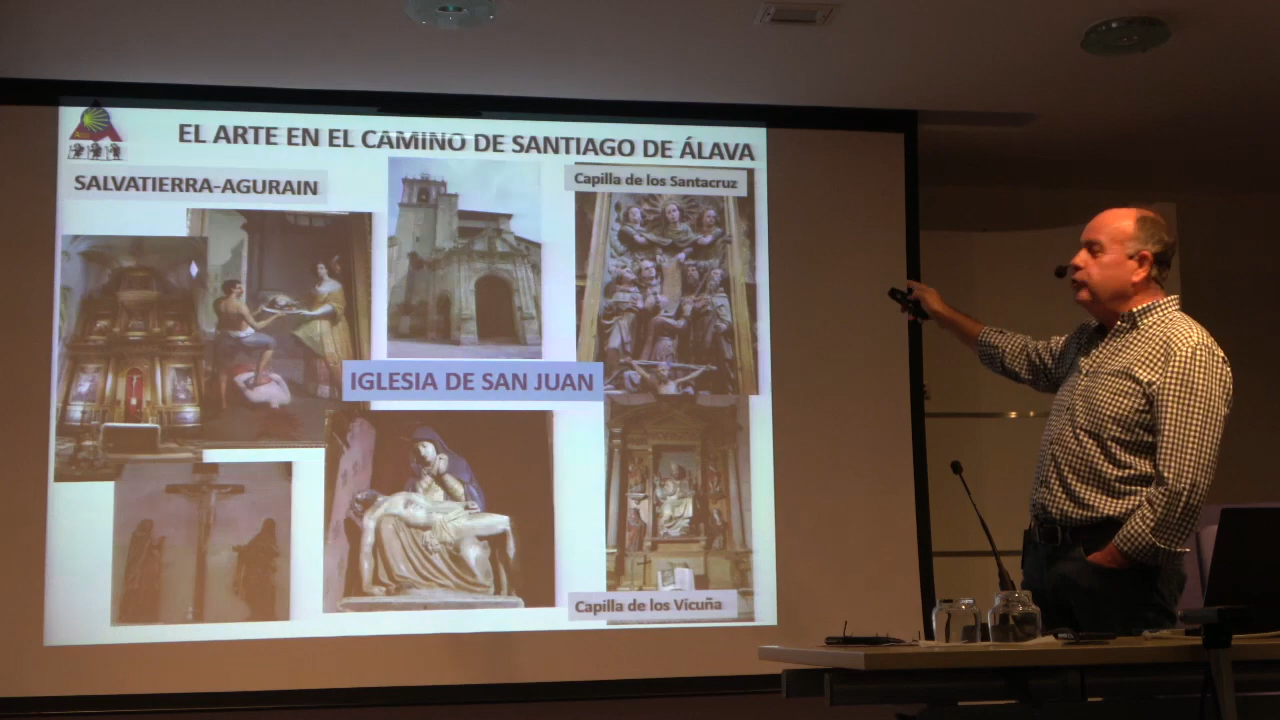 EL ARTE EN EL CAMINO DE SANTIAGO DE ÁLAVA
SALVATIERRA-AGURAIN
Capilla de los Santacruz
IGLESIA DE SAN JUAN
Capilla de los Vicuña